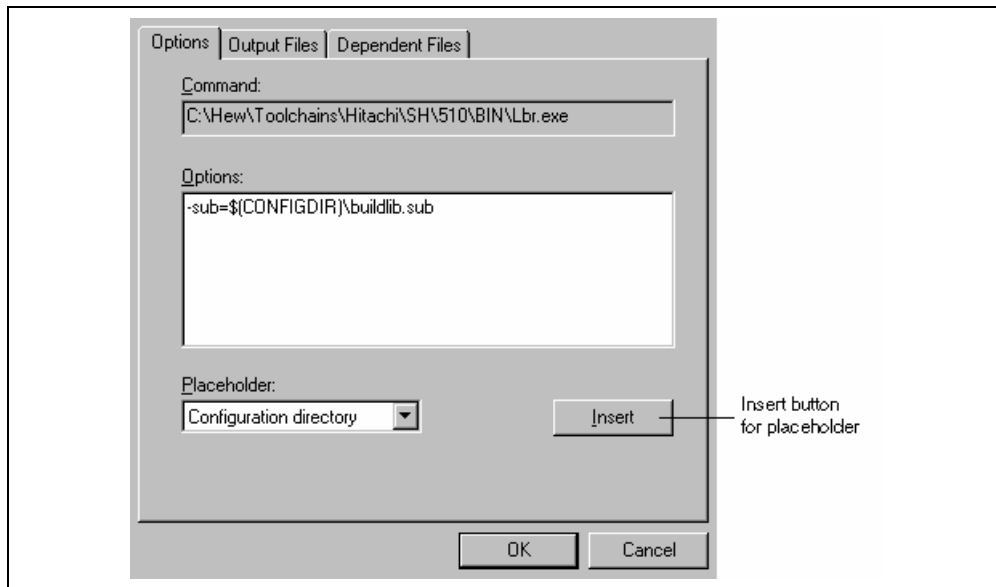 Options Output Files Dependent Files
Command:
C:\Hew\Toolchains\Hitachi\SH\510\BIN\Lbr.exe
Options:
-sub=$(CONFIGDIR)\buildlib.sub
Placeholder:
Configuration directory
Insert
Insert button
for placeholder
OK Cancel